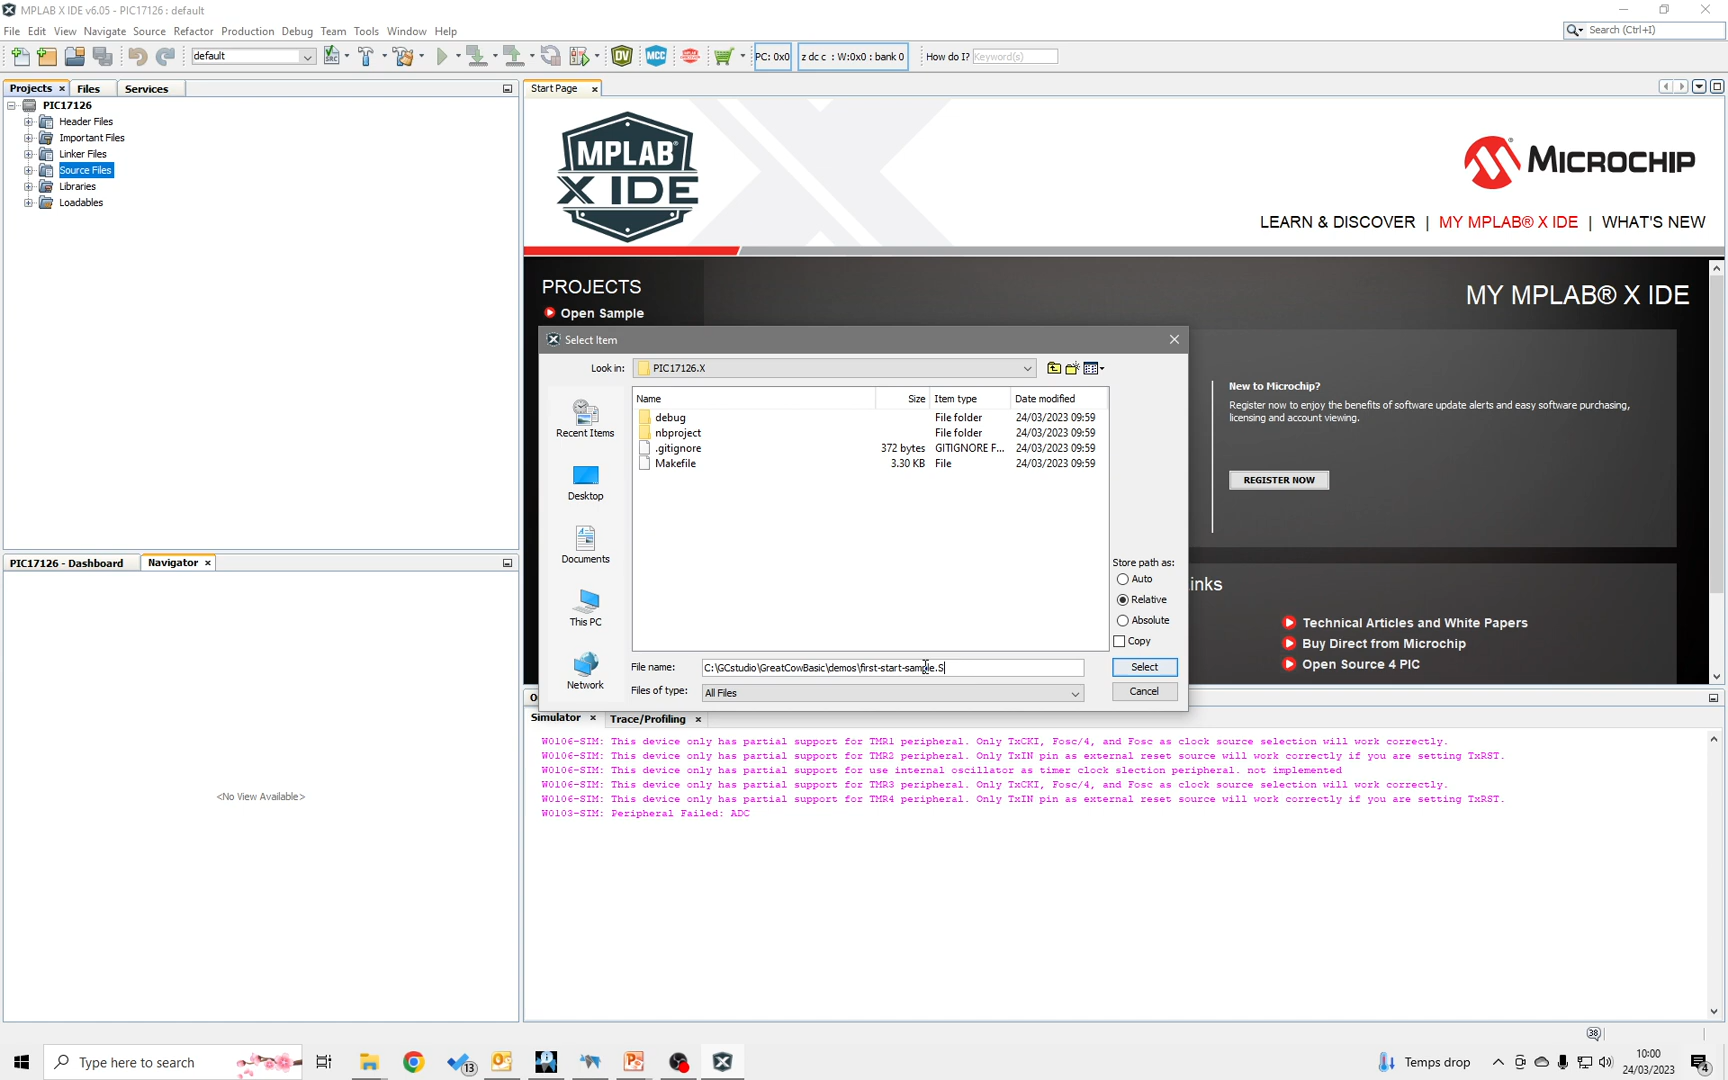 MPLAB X IDE v6.05 - PIC17126 : default
File Edit View Navigate Source Refactor Production Debug Team Tools Window Help
Search (Ctrl+I)
default
PC: 0x0
z dc c : W:0x0 : bank 0
How do I? Keyword(s)
Projects Files Services
Start Page
PIC17126
Header Files
Important Files
Linker Files
Source Files
Libraries
Loadables
MPLAB
X IDE
MICROCHIP
LEARN & DISCOVER | MY MPLAB® X IDE | WHAT'S NEW
PROJECTS
Open Sample
MY MPLAB® X IDE
Select Item
Look in: PIC17126.X
Name Size Item type Date modified
debug File folder 24/03/2023 09:59
nbproject File folder 24/03/2023 09:59
.gitignore 372 bytes GITIGNORE F... 24/03/2023 09:59
Makefile 3.30 KB File 24/03/2023 09:59
Recent Items
Desktop
Documents
This PC
Network
Store path as:
Auto
Relative
Absolute
Copy
File name: C:\GCstudio\GreatCowBasic\demos\first-start-sample.S
Select
Files of type: All Files
Cancel
New to Microchip?
Register now to enjoy the benefits of software update alerts and easy software purchasing,
licensing and account viewing.
REGISTER NOW
inks
Technical Articles and White Papers
Buy Direct from Microchip
Open Source 4 PIC
PIC17126 - Dashboard Navigator
<No View Available>
Simulator Trace/Profiling
W0106-SIM: This device only has partial support for TMR1 peripheral. Only TxCKI, Fosc/4, and Fosc as clock source selection will work correctly.
W0106-SIM: This device only has partial support for TMR2 peripheral. Only TxIN pin as external reset source will work correctly if you are setting TxRST.
W0106-SIM: This device only has partial support for use internal oscillator as timer clock slection peripheral. not implemented
W0106-SIM: This device only has partial support for TMR3 peripheral. Only TxCKI, Fosc/4, and Fosc as clock source selection will work correctly.
W0106-SIM: This device only has partial support for TMR4 peripheral. Only TxIN pin as external reset source will work correctly if you are setting TxRST.
W0103-SIM: Peripheral Failed: ADC
38
Type here to search
13
Temps drop
10:00
24/03/2023
4